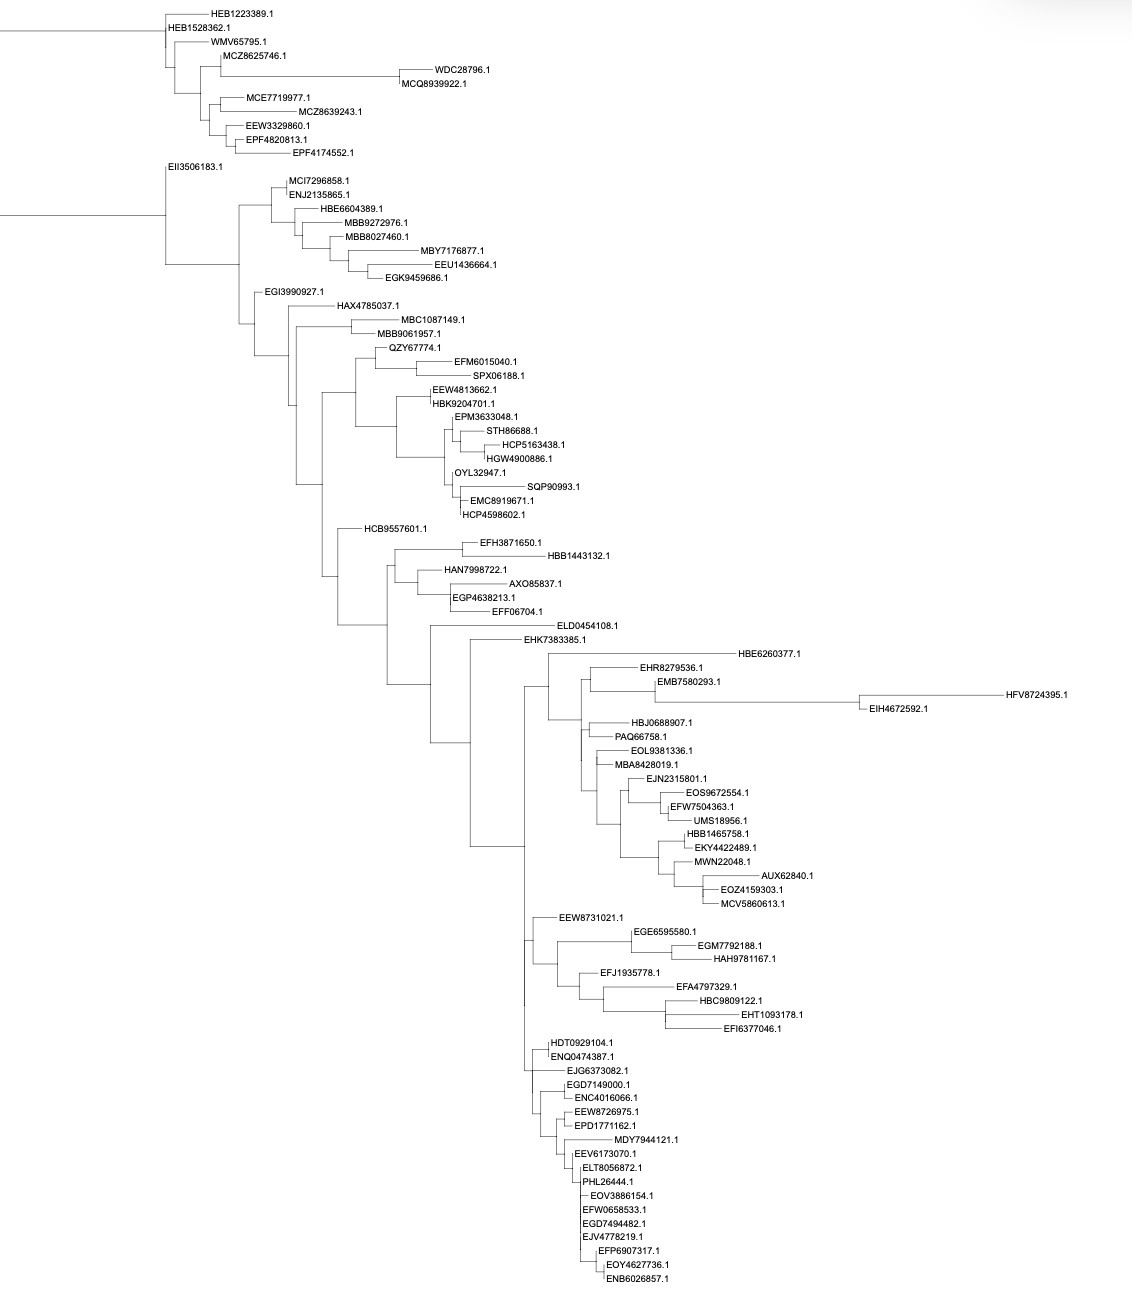 HEB1223389.1
HEB1528362.1
WMV65795.1
MCZ8625746.1
WDC28796.1
MCQ8939922.1
MCE7719977.1
MCZ8639243.1
EEW3329860.1
EPF4820813.1
EPF4174552.1
EII3506183.1
MCI7296858.1
ENJ2135865.1
HBE6604389.1
MBB9272976.1
MBB8027460.1
MBY7176877.1
EEU1436664.1
EGK9459686.1
EGI3990927.1
HAX4785037.1
MBC1087149.1
MBB9061957.1
QZY67774.1
EFM6015040.1
SPX06188.1
EEW4813662.1
HBK9204701.1
EPM3633048.1
STH86688.1
HCP5163438.1
HGW4900886.1
OYL32947.1
SQP90993.1
EMC8919671.1
HCP4598602.1
HCB9557601.1
EFH3871650.1
HBB1443132.1
HAN7998722.1
AXO85837.1
EGP4638213.1
EFF06704.1
ELD0454108.1
EHK7383385.1
HBE6260377.1
EHR8279536.1
EMB7580293.1
HFV8724395.1
EIH4672592.1
HBJ0688907.1
PAQ66758.1
EOL9381336.1
MBA8428019.1
EJN2315801.1
EOS9672554.1
EFW7504363.1
UMS18956.1
HBB1465758.1
EKY4422489.1
MWN22048.1
AUX62840.1
EOZ4159303.1
MCV5860613.1
EEW8731021.1
EGE6595580.1
EGM7792188.1
HAH9781167.1
EFJ1935778.1
EFA4797329.1
HBC9809122.1
EHT1093178.1
EFI6377046.1
HDT0929104.1
ENQ0474387.1
EJG6373082.1
EGD7149000.1
ENC4016066.1
EEW8726975.1
EPD1771162.1
MDY7944121.1
EEV6173070.1
ELT8056872.1
PHL26444.1
EOV3886154.1
EFW0658533.1
EGD7494482.1
EJV4778219.1
EFP6907317.1
EOY4627736.1
ENB6026857.1